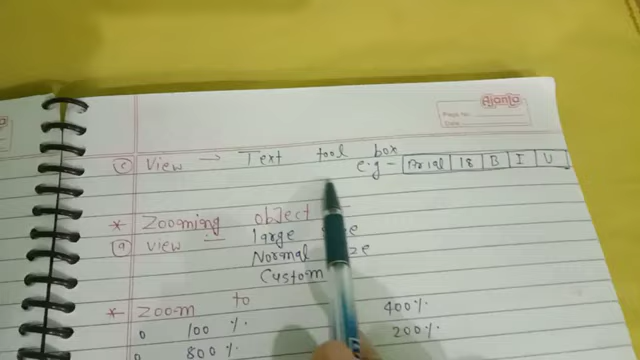 Ajanta
Page No.
Date
(c) View → Text tool box
e.g - Arial 18 B I U
* Zooming object
(a) View large
Normal
Custom
* Zoom to
100 % 400 %
800 % 200 %